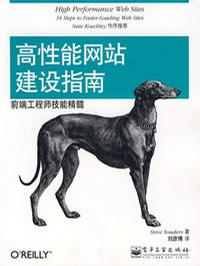 High Performance Web Sites
14 Steps to Faster-Loading Web Sites
Nate Koechley 作序推荐
高性能网站
建设指南
前端工程师技能精髓
Steve Souders 著
刘彦博 译
O'REILLY®
電子工業出版社